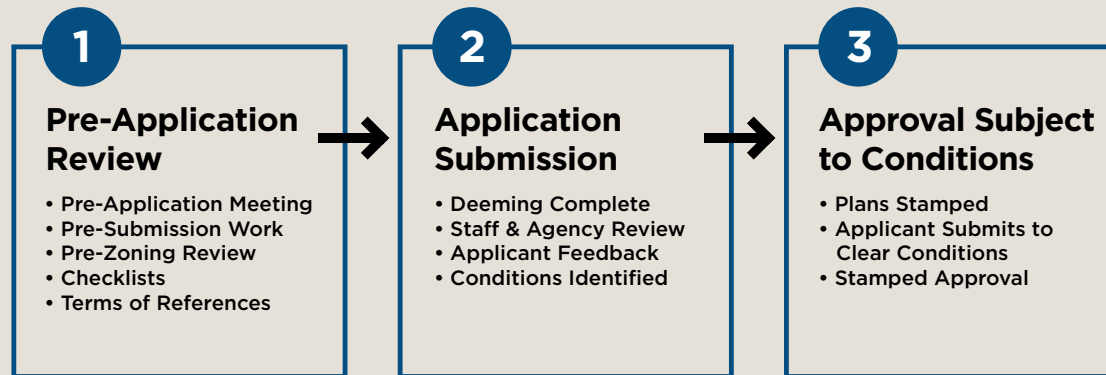 1
Pre-Application
Review
• Pre-Application Meeting
• Pre-Submission Work
• Pre-Zoning Review
• Checklists
• Terms of References
2
Application
Submission
• Deeming Complete
• Staff & Agency Review
• Applicant Feedback
• Conditions Identified
3
Approval Subject
to Conditions
• Plans Stamped
• Applicant Submits to
Clear Conditions
• Stamped Approval